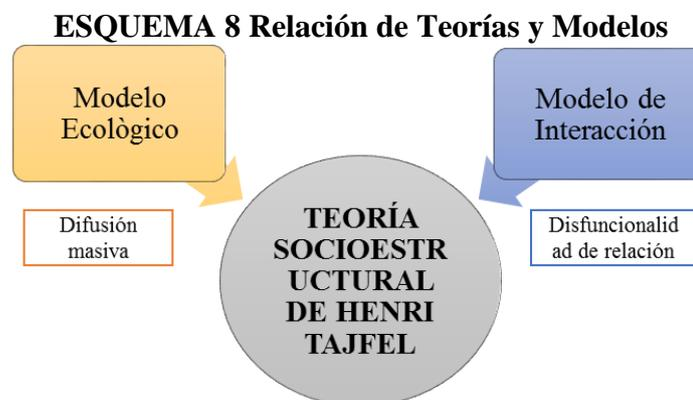 ESQUEMA 8 Relación de Teorías y Modelos
Modelo
Ecològico
Modelo de
Interacción
Difusión
masiva
Disfuncionalid
ad de relación
TEORÍA
SOCIOESTR
UCTURAL
DE HENRI
TAJFEL